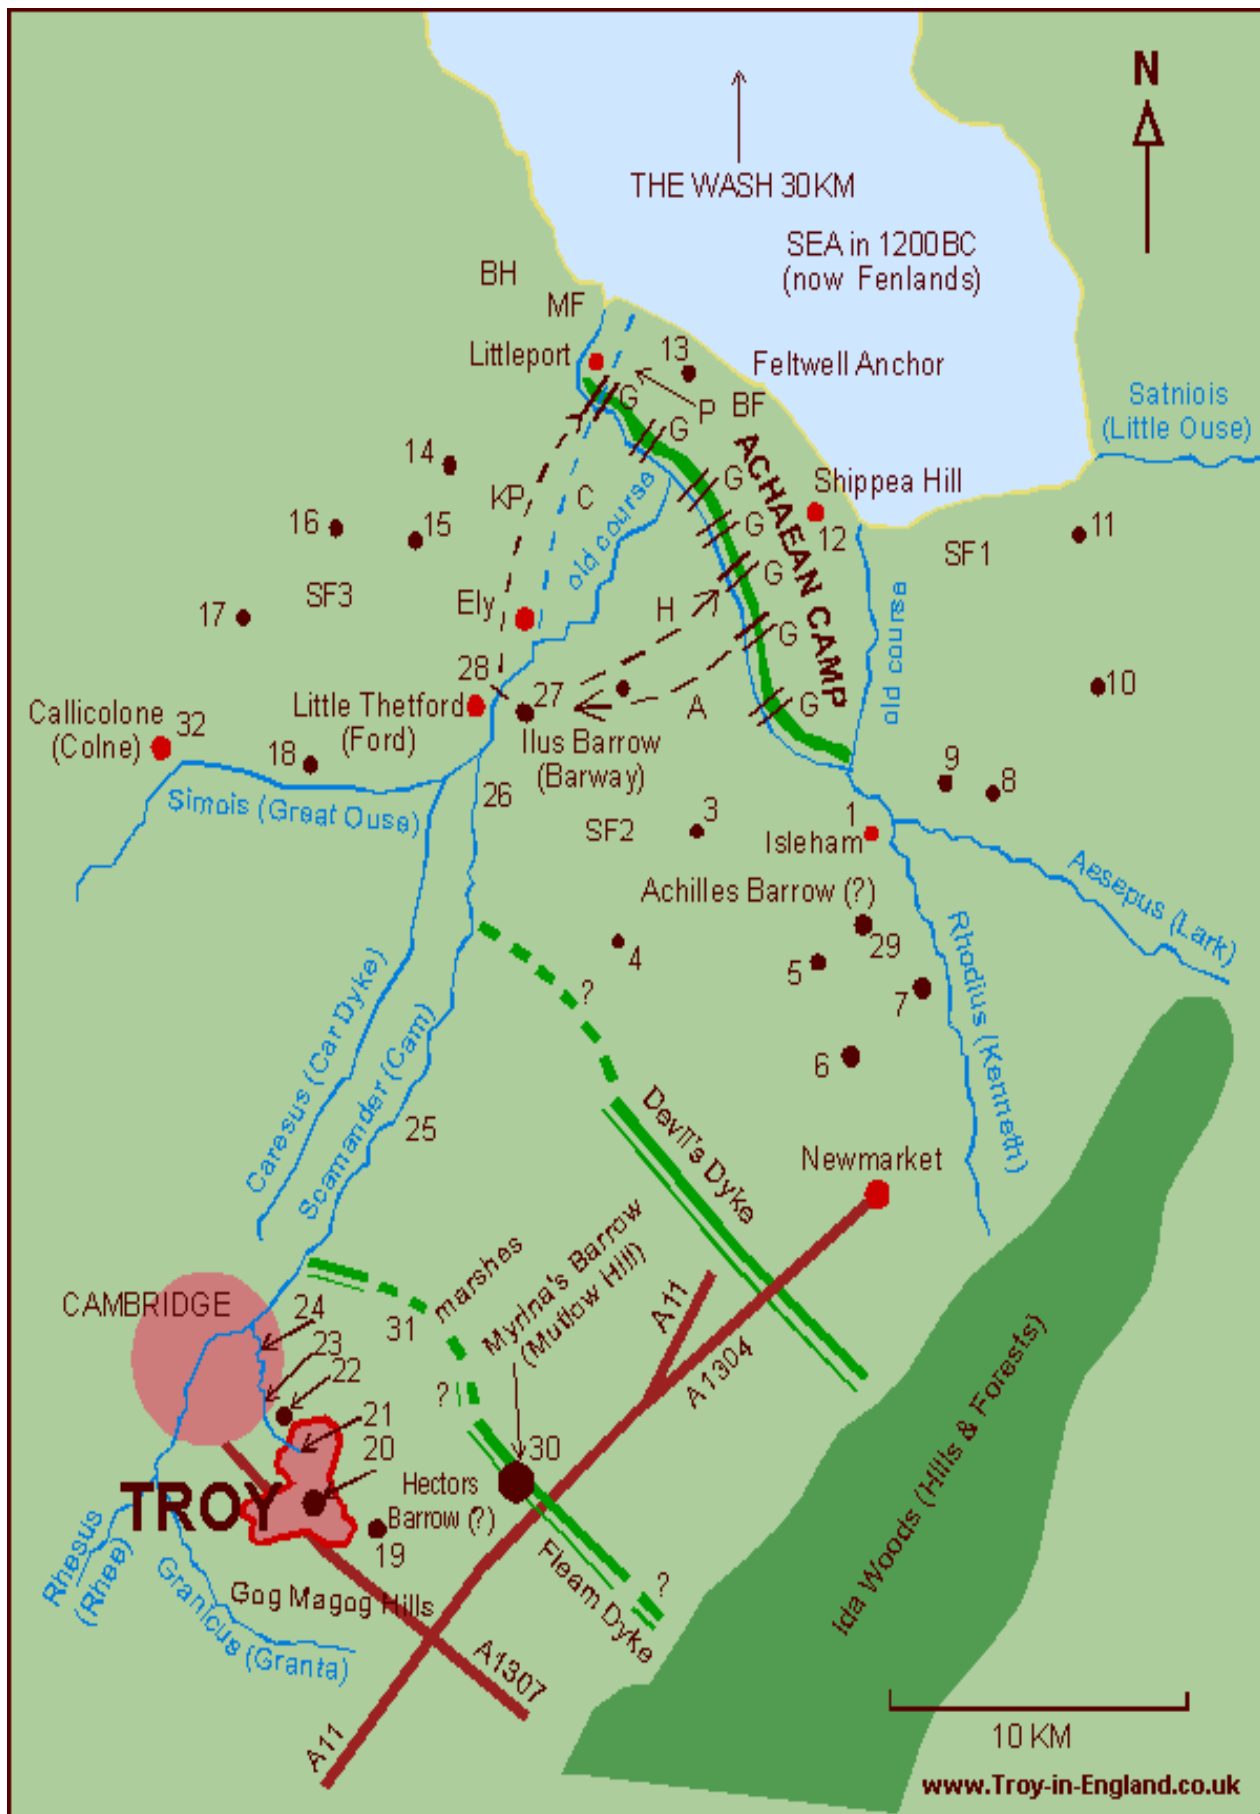 N
THE WASH 30KM
SEA in 1200BC
(now Fenlands)
BH
MF
Littleport
13
Feltwell Anchor
Satniois
(Little Ouse)
P
BF
G
G
G
G
G
G
G
ACHAEAN CAMP
14
KP
C
old course
Shippea Hill
12
16
15
11
SF1
SF3
17
Ely
H
old course
28
27
A
10
Callicolone
(Colne)
32
Little Thetford
(Ford)
18
Ilus Barrow
(Barway)
9
8
Simois (Great Ouse)
26
3
SF2
1
Isleham
Aesepus (Lark)
Achilles Barrow (?)
29
4
5
7
Rhodius (Kenneth)
?
6
Caresus (Car Dyke)
Scamander (Cam)
25
Devil's Dyke
Newmarket
marshes
Myrina's Barrow
(Mutlow Hill)
CAMBRIDGE
24
31
23
22
A11
A1304
?
21
20
30
Hectors
Barrow (?)
TROY
19
Rhesus
(Rhee)
Granicus (Granta)
Gog Magog Hills
Fleam Dyke
?
Ida Woods (Hills & Forests)
A1307
A11
10 KM
www.Troy-in-England.co.uk